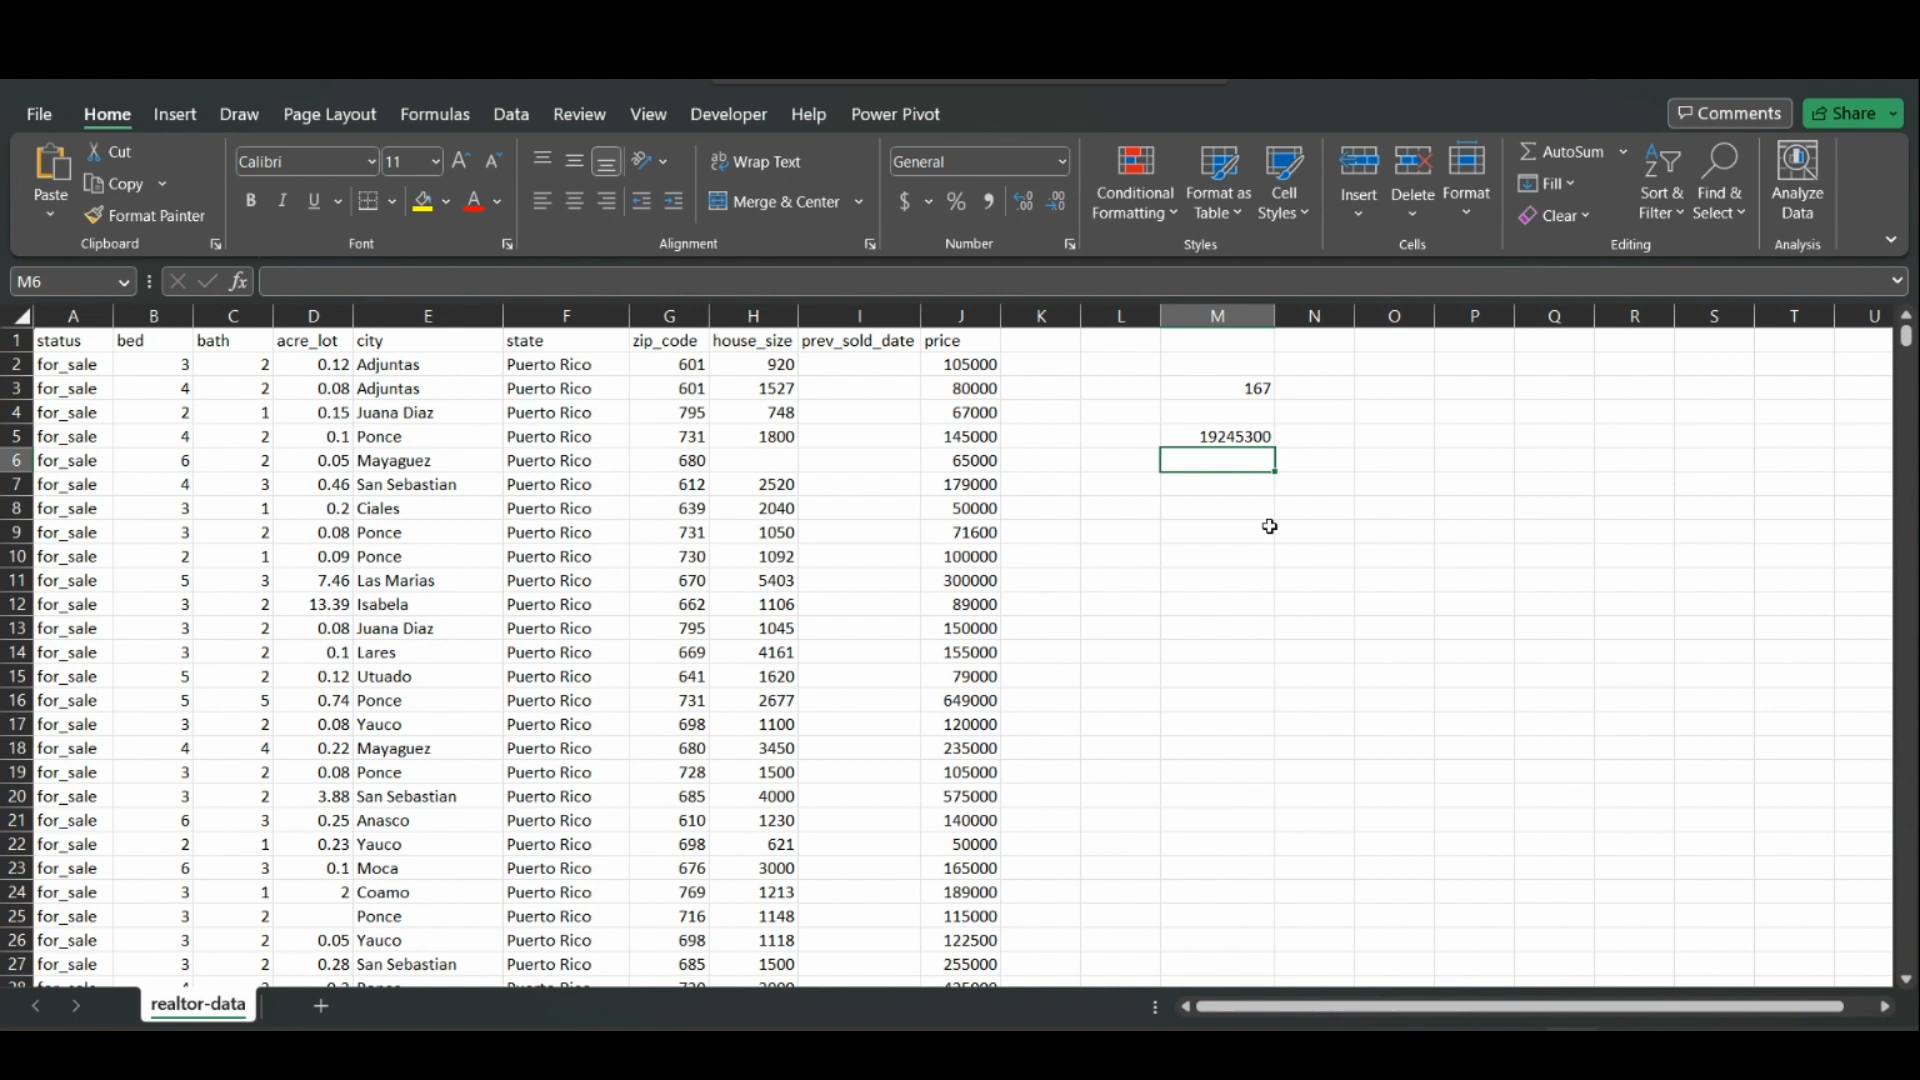 File Home Insert Draw Page Layout Formulas Data Review View Developer Help Power Pivot Comments Share
Paste Cut Copy Format Painter
Clipboard
Calibri 11
B I U
Font
Wrap Text
Merge & Center
Alignment
General
$ %
Number
Conditional Formatting
Format as Table
Cell Styles
Styles
Insert Delete Format
Cells
AutoSum
Fill
Clear
Sort & Filter
Find & Select
Editing
Analyze Data
Analysis
M6 fx
A B C D E F G H I J K L M N O P Q R S T U
1 status bed bath acre_lot city state zip_code house_size prev_sold_date price
2 for_sale 3 2 0.12 Adjuntas Puerto Rico 601 920 105000
3 for_sale 4 2 0.08 Adjuntas Puerto Rico 601 1527 80000 167
4 for_sale 2 1 0.15 Juana Diaz Puerto Rico 795 748 67000
5 for_sale 4 2 0.1 Ponce Puerto Rico 731 1800 145000 19245300
6 for_sale 6 2 0.05 Mayaguez Puerto Rico 680 65000
7 for_sale 4 3 0.46 San Sebastian Puerto Rico 612 2520 179000
8 for_sale 3 1 0.2 Ciales Puerto Rico 639 2040 50000
9 for_sale 3 2 0.08 Ponce Puerto Rico 731 1050 71600
10 for_sale 2 1 0.09 Ponce Puerto Rico 730 1092 100000
11 for_sale 5 3 7.46 Las Marias Puerto Rico 670 5403 300000
12 for_sale 3 2 13.39 Isabela Puerto Rico 662 1106 89000
13 for_sale 3 2 0.08 Juana Diaz Puerto Rico 795 1045 150000
14 for_sale 3 2 0.1 Lares Puerto Rico 669 4161 155000
15 for_sale 5 2 0.12 Utuado Puerto Rico 641 1620 79000
16 for_sale 5 5 0.74 Ponce Puerto Rico 731 2677 649000
17 for_sale 3 2 0.08 Yauco Puerto Rico 698 1100 120000
18 for_sale 4 4 0.22 Mayaguez Puerto Rico 680 3450 235000
19 for_sale 3 2 0.08 Ponce Puerto Rico 728 1500 105000
20 for_sale 3 2 3.88 San Sebastian Puerto Rico 685 4000 575000
21 for_sale 6 3 0.25 Anasco Puerto Rico 610 1230 140000
22 for_sale 2 1 0.23 Yauco Puerto Rico 698 621 50000
23 for_sale 6 3 0.1 Moca Puerto Rico 676 3000 165000
24 for_sale 3 1 2 Coamo Puerto Rico 769 1213 189000
25 for_sale 3 2 Ponce Puerto Rico 716 1148 115000
26 for_sale 3 2 0.05 Yauco Puerto Rico 698 1118 122500
27 for_sale 3 2 0.28 San Sebastian Puerto Rico 685 1500 255000
realtor-data